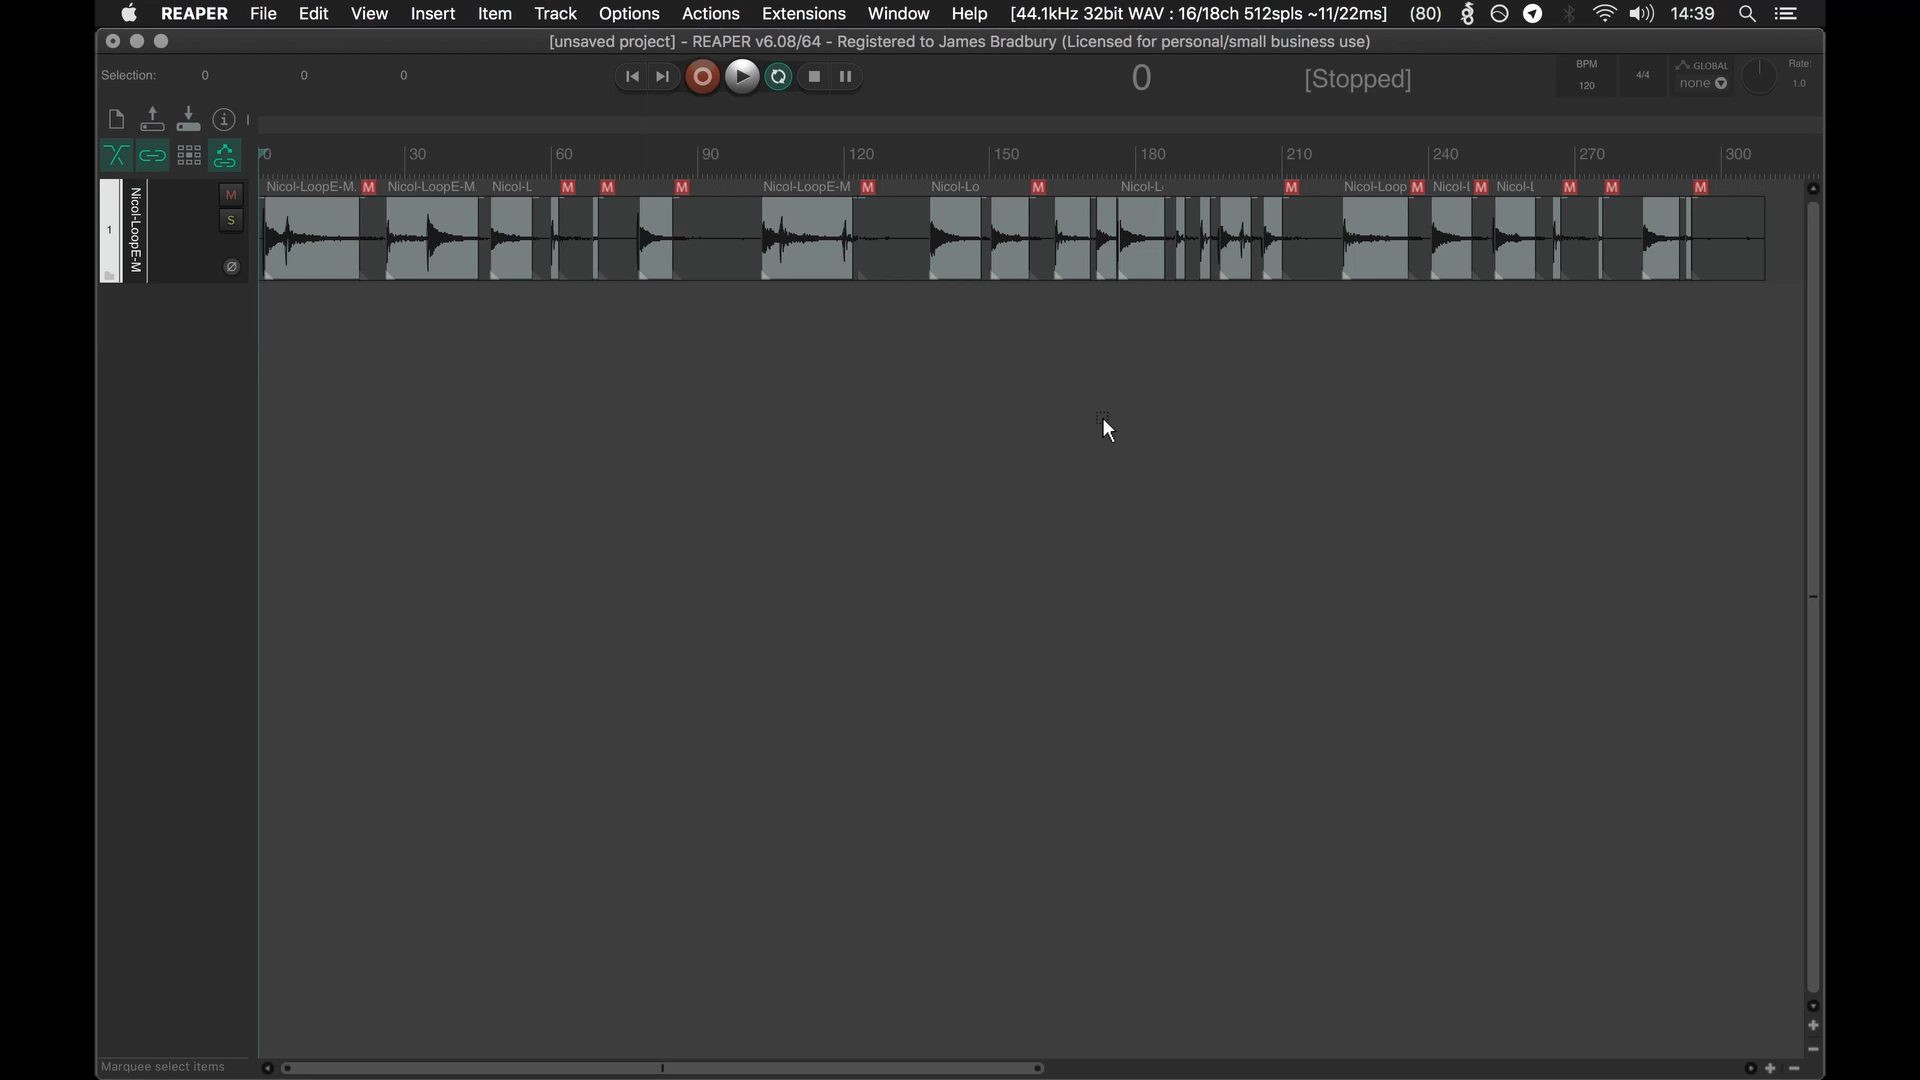 REAPER File Edit View Insert Item Track Options Actions Extensions Window Help [44.1kHz 32bit WAV : 16/18ch 512spls ~11/22ms] (80) 14:39
[unsaved project] - REAPER v6.08/64 - Registered to James Bradbury (Licensed for personal/small business use)
Selection: 0 0 0
0 [Stopped]
BPM
120
4/4
GLOBAL
none
Rate:
1.0
0 30 60 90 120 150 180 210 240 270 300
Nicol-LoopE-M. M Nicol-LoopE-M Nicol-L M M M Nicol-LoopE-M M Nicol-Lo M Nicol-L M Nicol-Loop M Nicol-L M Nicol-L M M M
1
Nicol-LoopE-M
M
S
Marquee select items